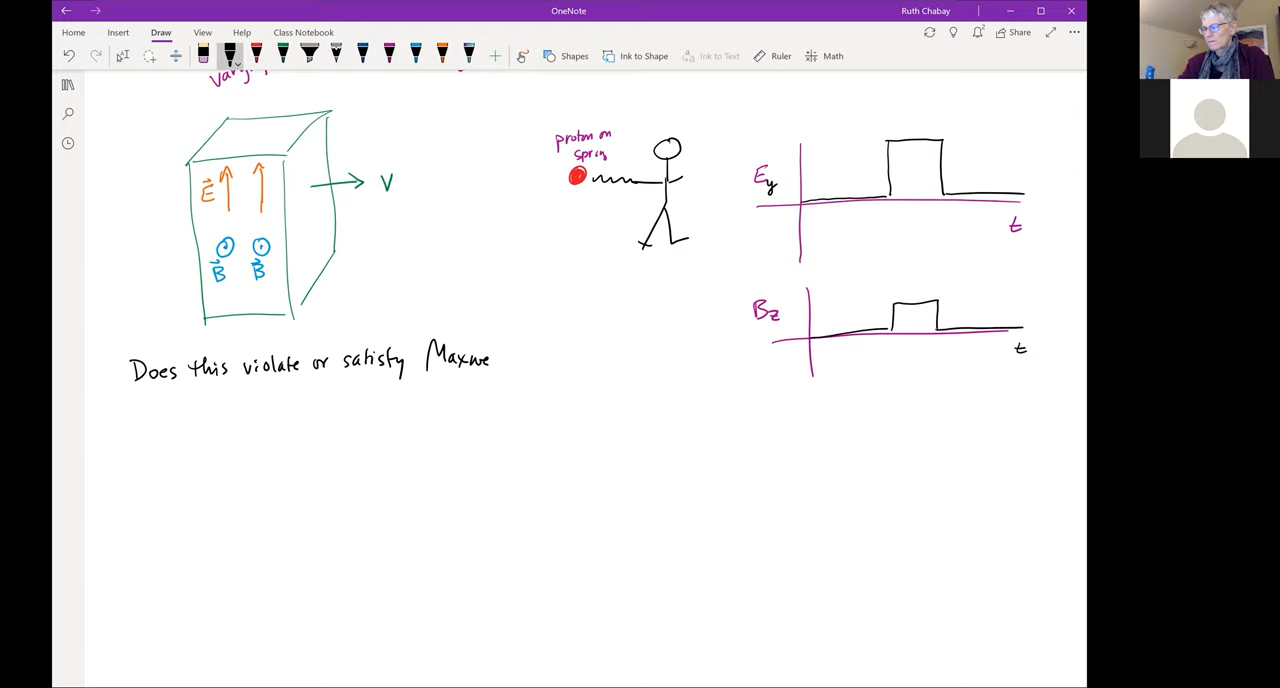 OneNote
Ruth Chabay
Home Insert Draw View Help Class Notebook
Share
Shapes Ink to Shape Ink to Text Ruler Math
E
B B
V
proton on
spring
Ey
t
Bz
t
Does this violate or satisfy Maxwe